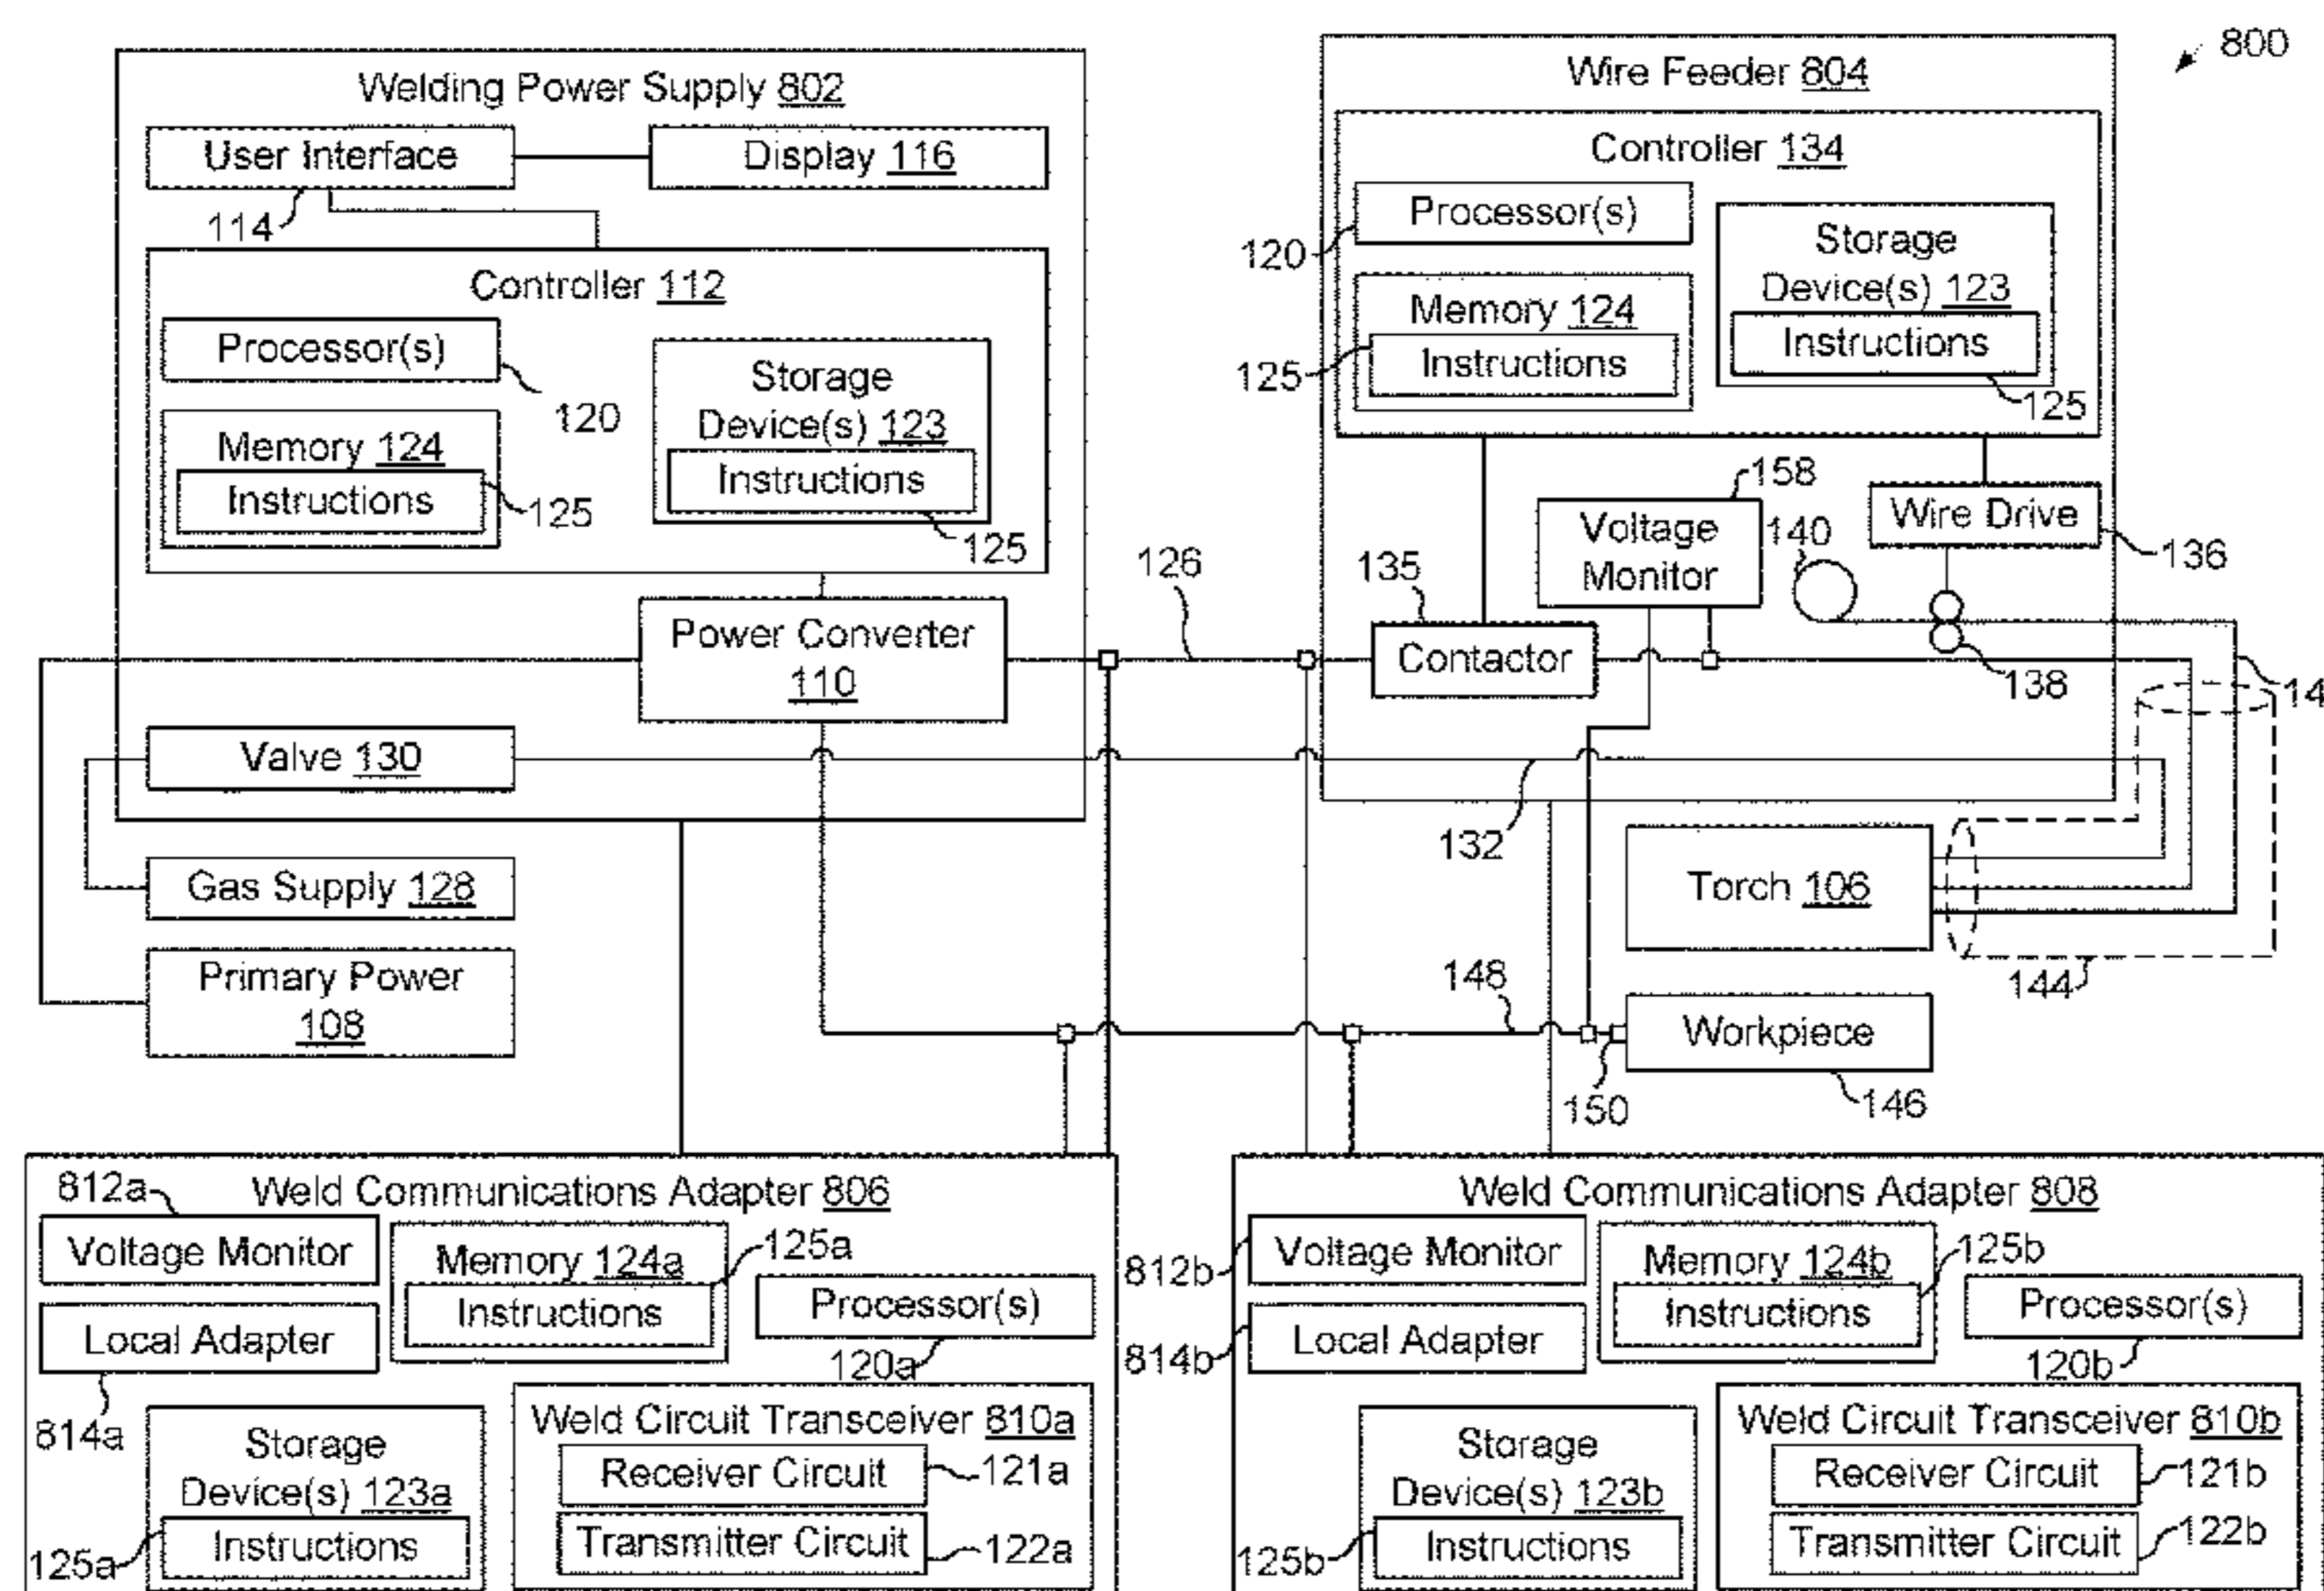 800
Welding Power Supply 802
User Interface
Display 116
114
Controller 112
Processor(s)
120
Memory 124
Instructions
125
Storage
Device(s) 123
Instructions
125
Power Converter
110
Valve 130
Gas Supply 128
Primary Power
108
126
Wire Feeder 804
Controller 134
Processor(s)
120
Memory 124
Instructions
125
Storage
Device(s) 123
Instructions
125
158
Voltage
Monitor
140
Wire Drive
136
135
Contactor
138
14
132
Torch 106
144
148
Workpiece
150
146
Weld Communications Adapter 806
812a
Voltage Monitor
Memory 124a
Instructions
125a
Processor(s)
120a
Local Adapter
814a
Storage
Device(s) 123a
Instructions
125a
Weld Circuit Transceiver 810a
Receiver Circuit
121a
Transmitter Circuit
122a
Weld Communications Adapter 808
812b
Voltage Monitor
Memory 124b
Instructions
125b
Processor(s)
120b
Local Adapter
814b
Storage
Device(s) 123b
Instructions
125b
Weld Circuit Transceiver 810b
Receiver Circuit
121b
Transmitter Circuit
122b